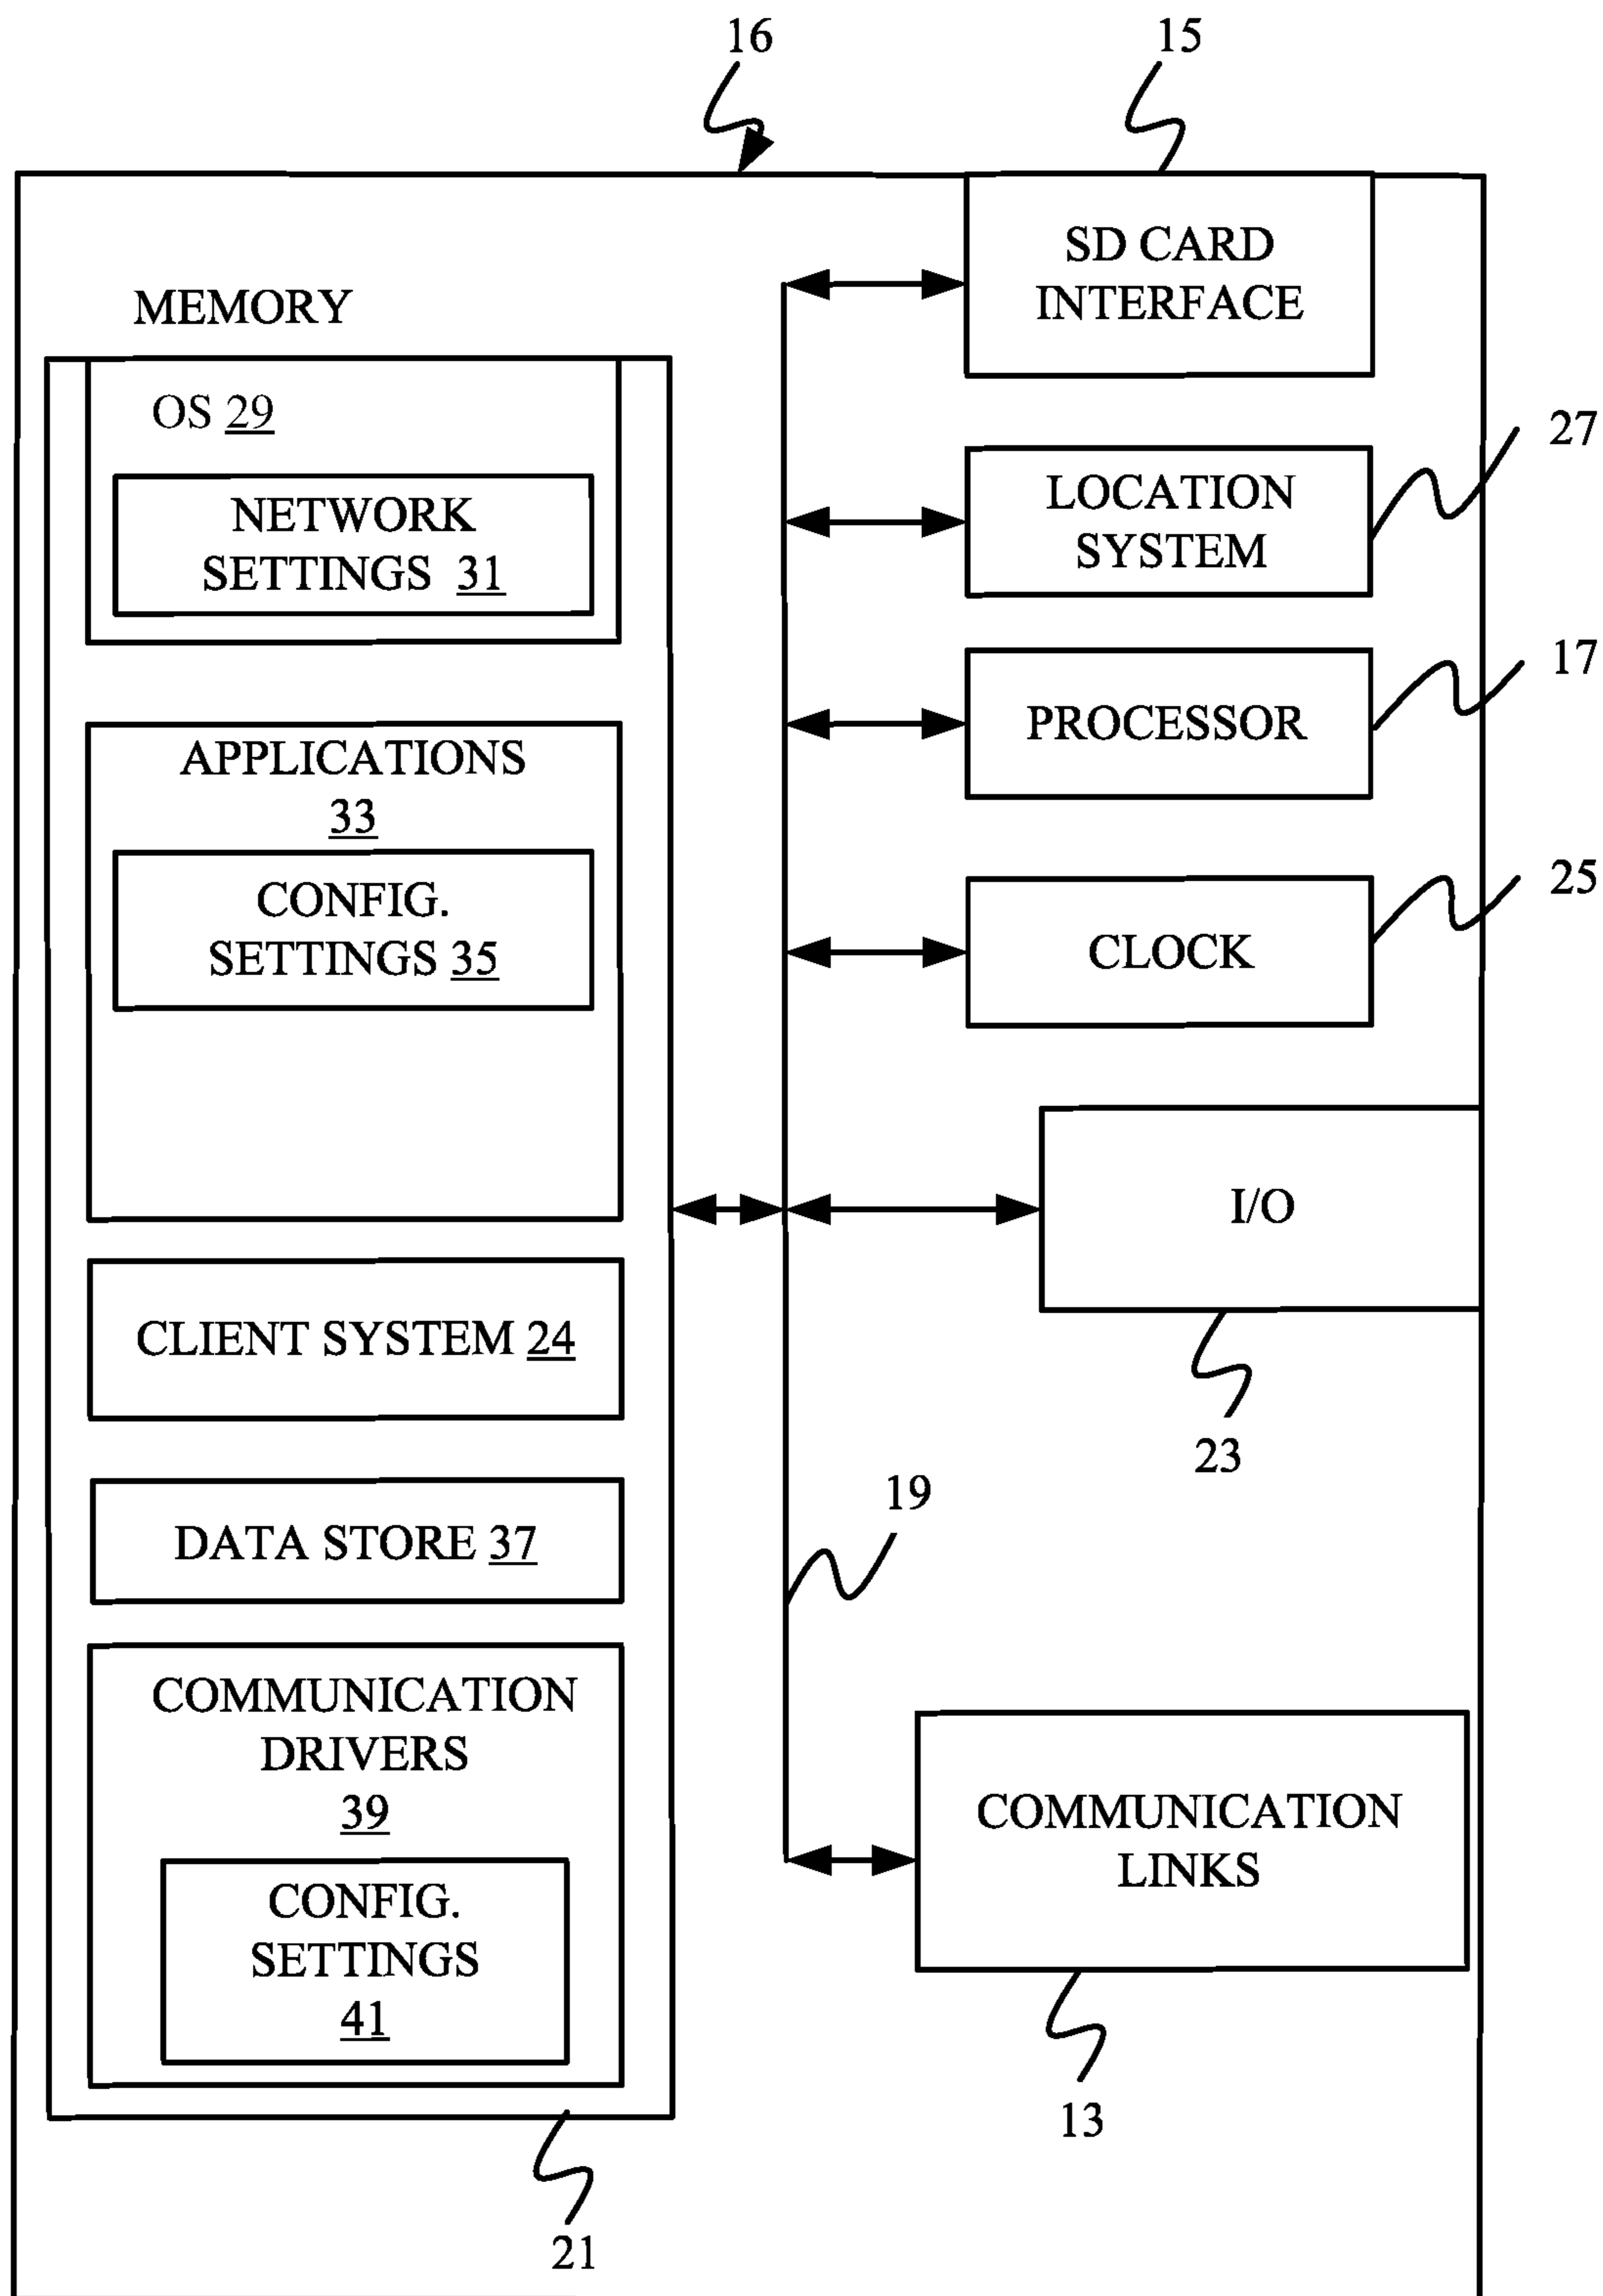 16
15
SD CARD
INTERFACE
MEMORY
OS 29
NETWORK
SETTINGS 31
27
LOCATION
SYSTEM
17
PROCESSOR
APPLICATIONS
33
CONFIG.
SETTINGS 35
25
CLOCK
I/O
23
CLIENT SYSTEM 24
19
DATA STORE 37
COMMUNICATION
DRIVERS
39
CONFIG.
SETTINGS
41
COMMUNICATION
LINKS
13
21